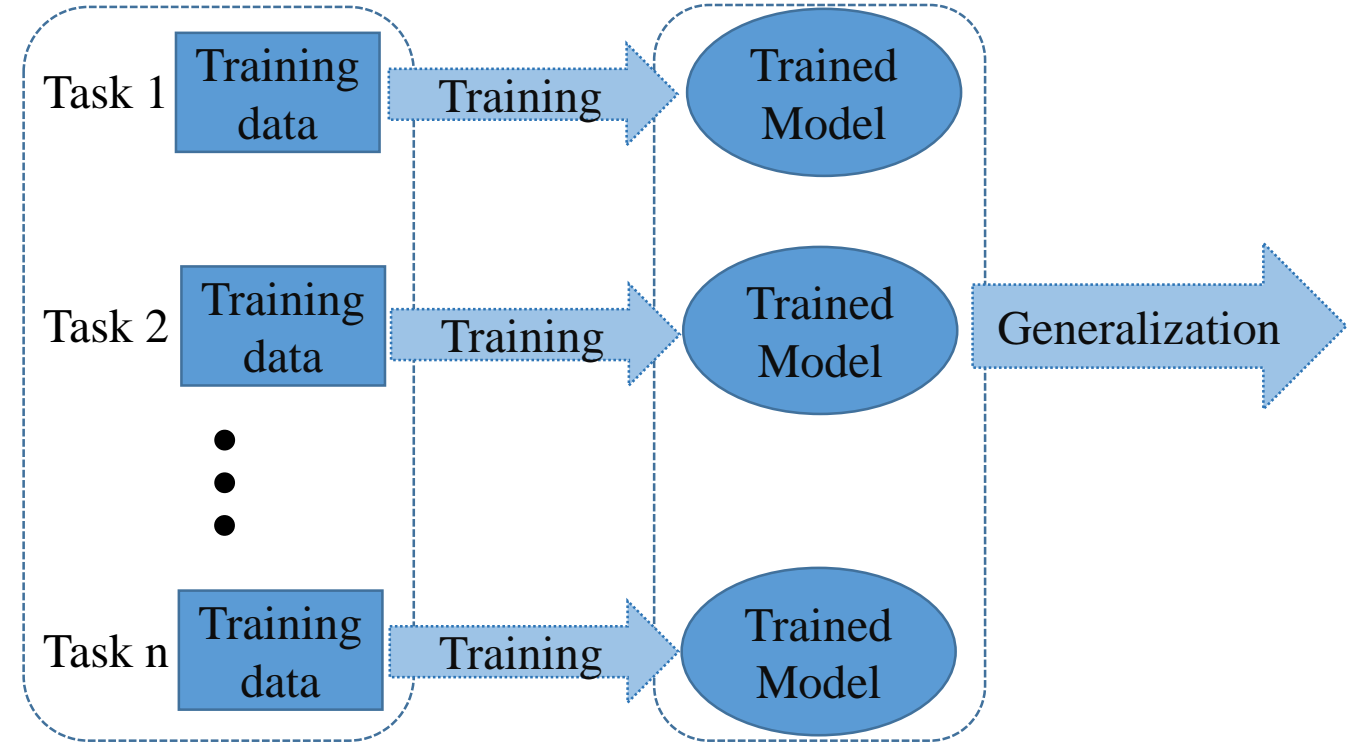 Task 1
Training
data
Training
Trained
Model
Task 2
Training
data
Training
Trained
Model
Generalization
Task n
Training
data
Training
Trained
Model